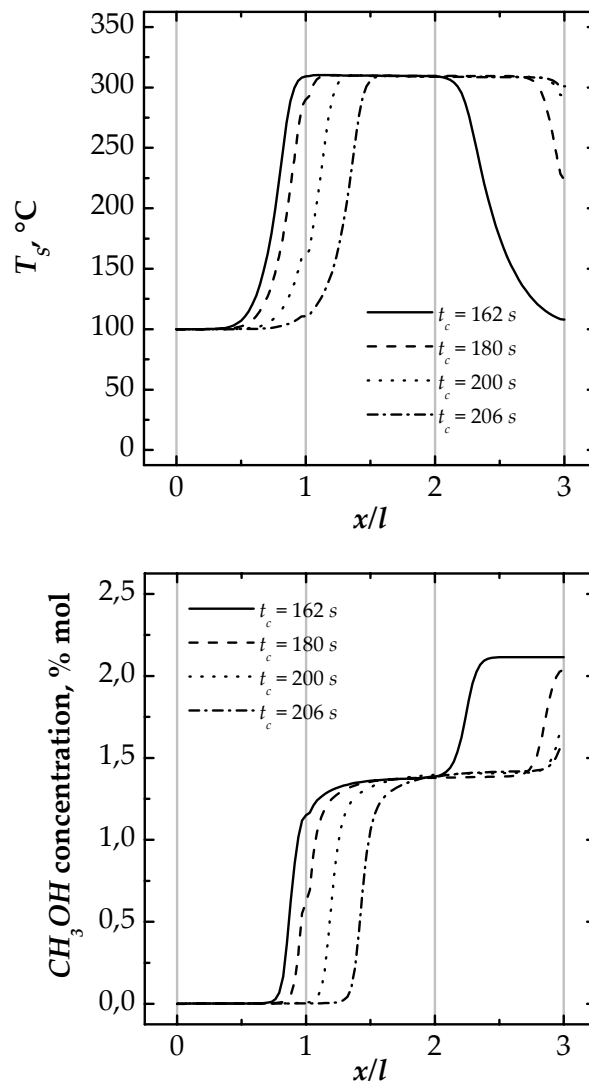 350
300
250
200
150
100
50
0
T_s, °C
t_c = 162 s
t_c = 180 s
t_c = 200 s
t_c = 206 s
0 1 2 3
x/l
2,5
2,0
1,5
1,0
0,5
0,0
CH_3OH concentration, % mol
t_c = 162 s
t_c = 180 s
t_c = 200 s
t_c = 206 s
0 1 2 3
x/l